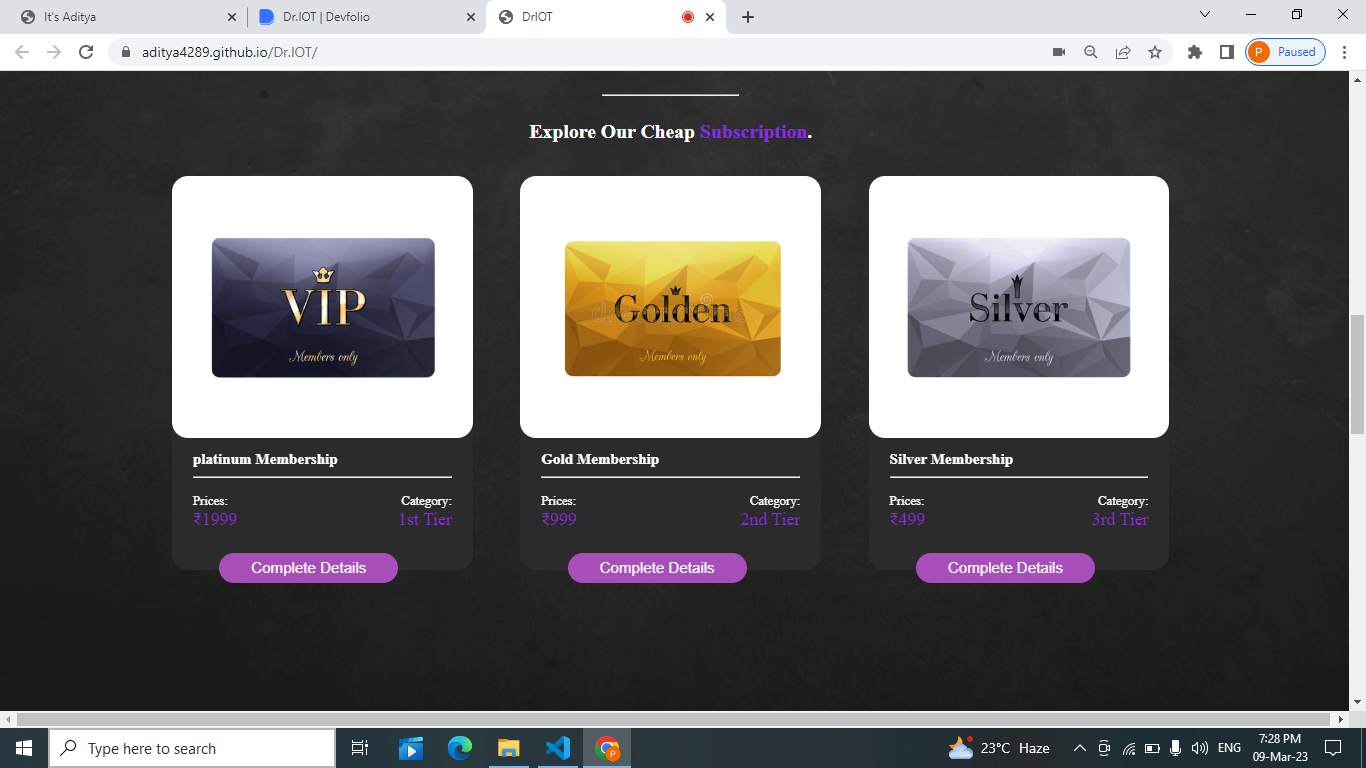 It's Aditya
Dr.IOT | Devfolio
DrIOT
aditya4289.github.io/Dr.IOT/
P Paused
Explore Our Cheap Subscription.
VIP
Members only
Golden
Members only
Silver
Members only
platinum Membership
Gold Membership
Silver Membership
Prices: Category:
₹1999 1st Tier
Prices: Category:
₹999 2nd Tier
Prices: Category:
₹499 3rd Tier
Complete Details
Complete Details
Complete Details
Type here to search
P
23°C Haze
ENG
7:28 PM
09-Mar-23